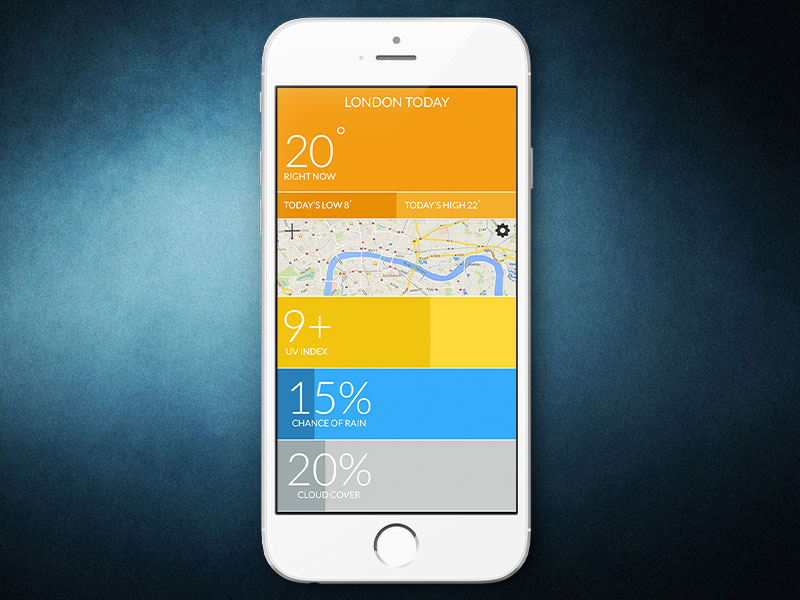 LONDON TODAY
20°
RIGHT NOW
TODAY'S LOW 8° TODAY'S HIGH 22°
9+
UV INDEX
15%
CHANCE OF RAIN
20%
CLOUD COVER